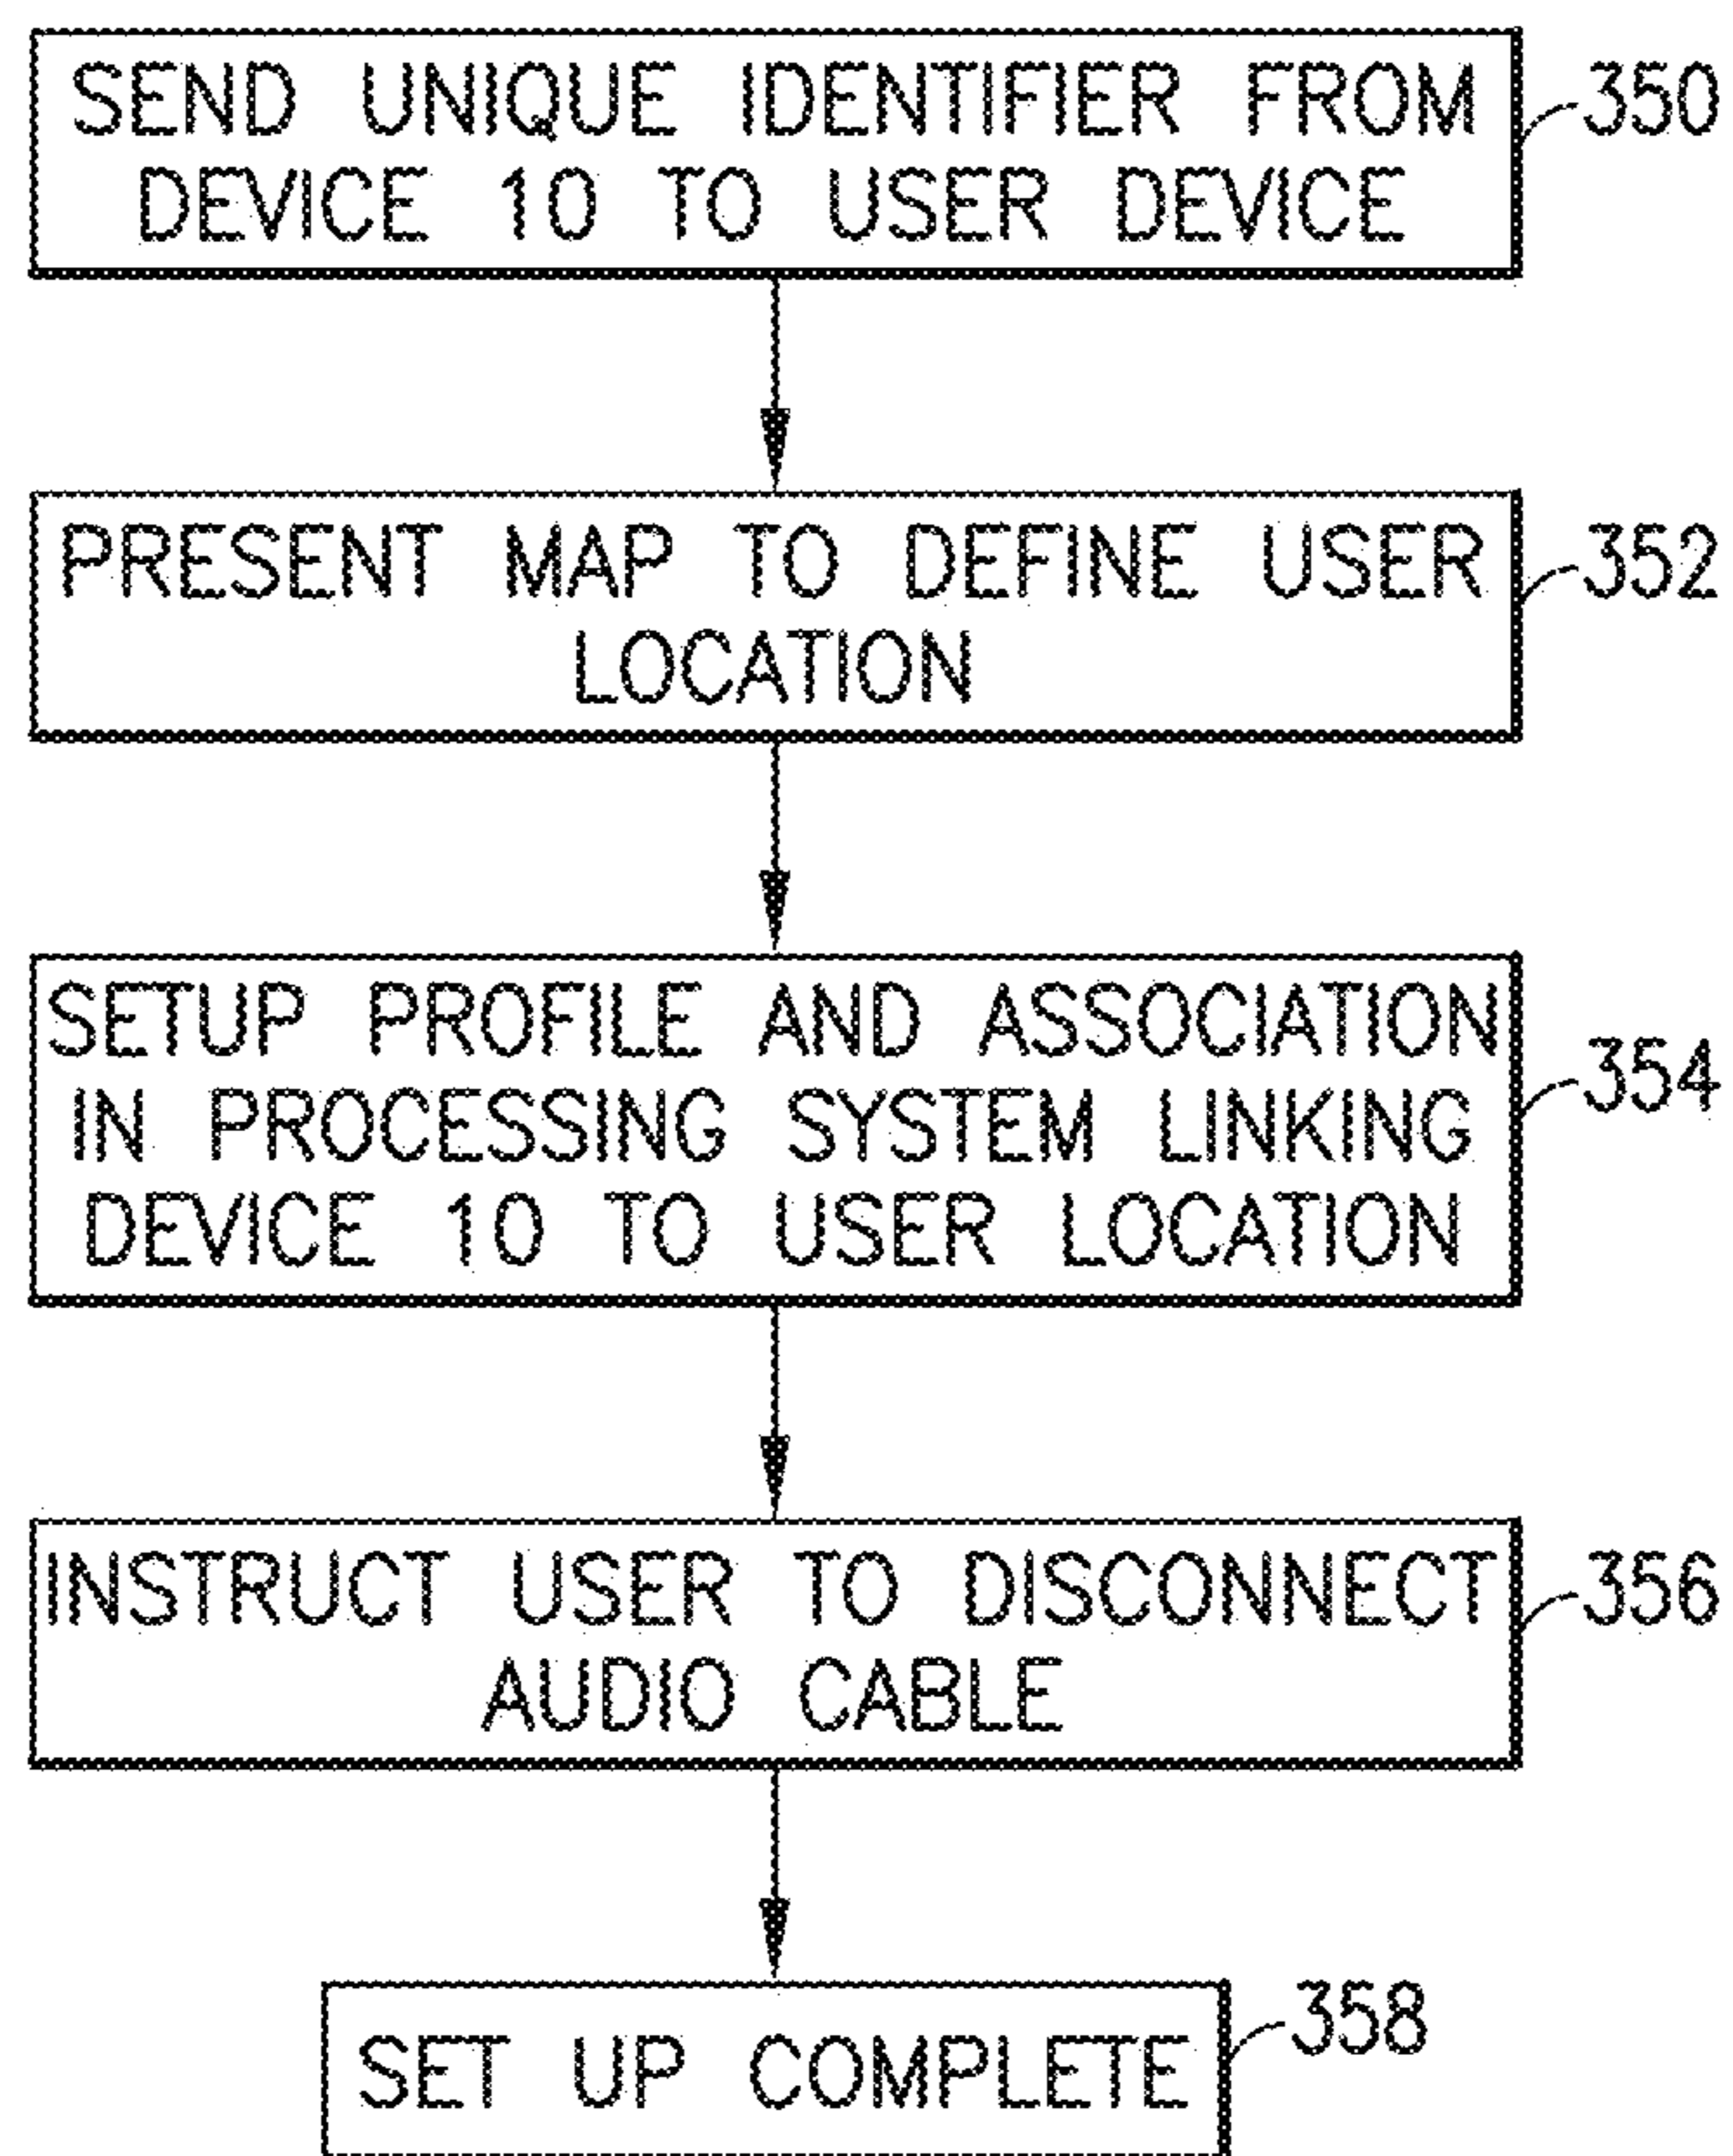 SEND UNIQUE IDENTIFIER FROM
DEVICE 10 TO USER DEVICE
350
PRESENT MAP TO DEFINE USER
LOCATION
352
SETUP PROFILE AND ASSOCIATION
IN PROCESSING SYSTEM LINKING
DEVICE 10 TO USER LOCATION
354
INSTRUCT USER TO DISCONNECT
AUDIO CABLE
356
SET UP COMPLETE
358